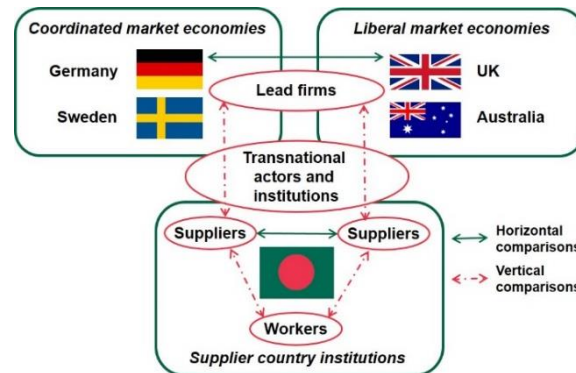 Coordinated market economies
Liberal market economies
Germany
UK
Lead firms
Sweden
Australia
Transnational
actors and
institutions
Suppliers
Suppliers
Horizontal
comparisons
Vertical
comparisons
Workers
Supplier country institutions